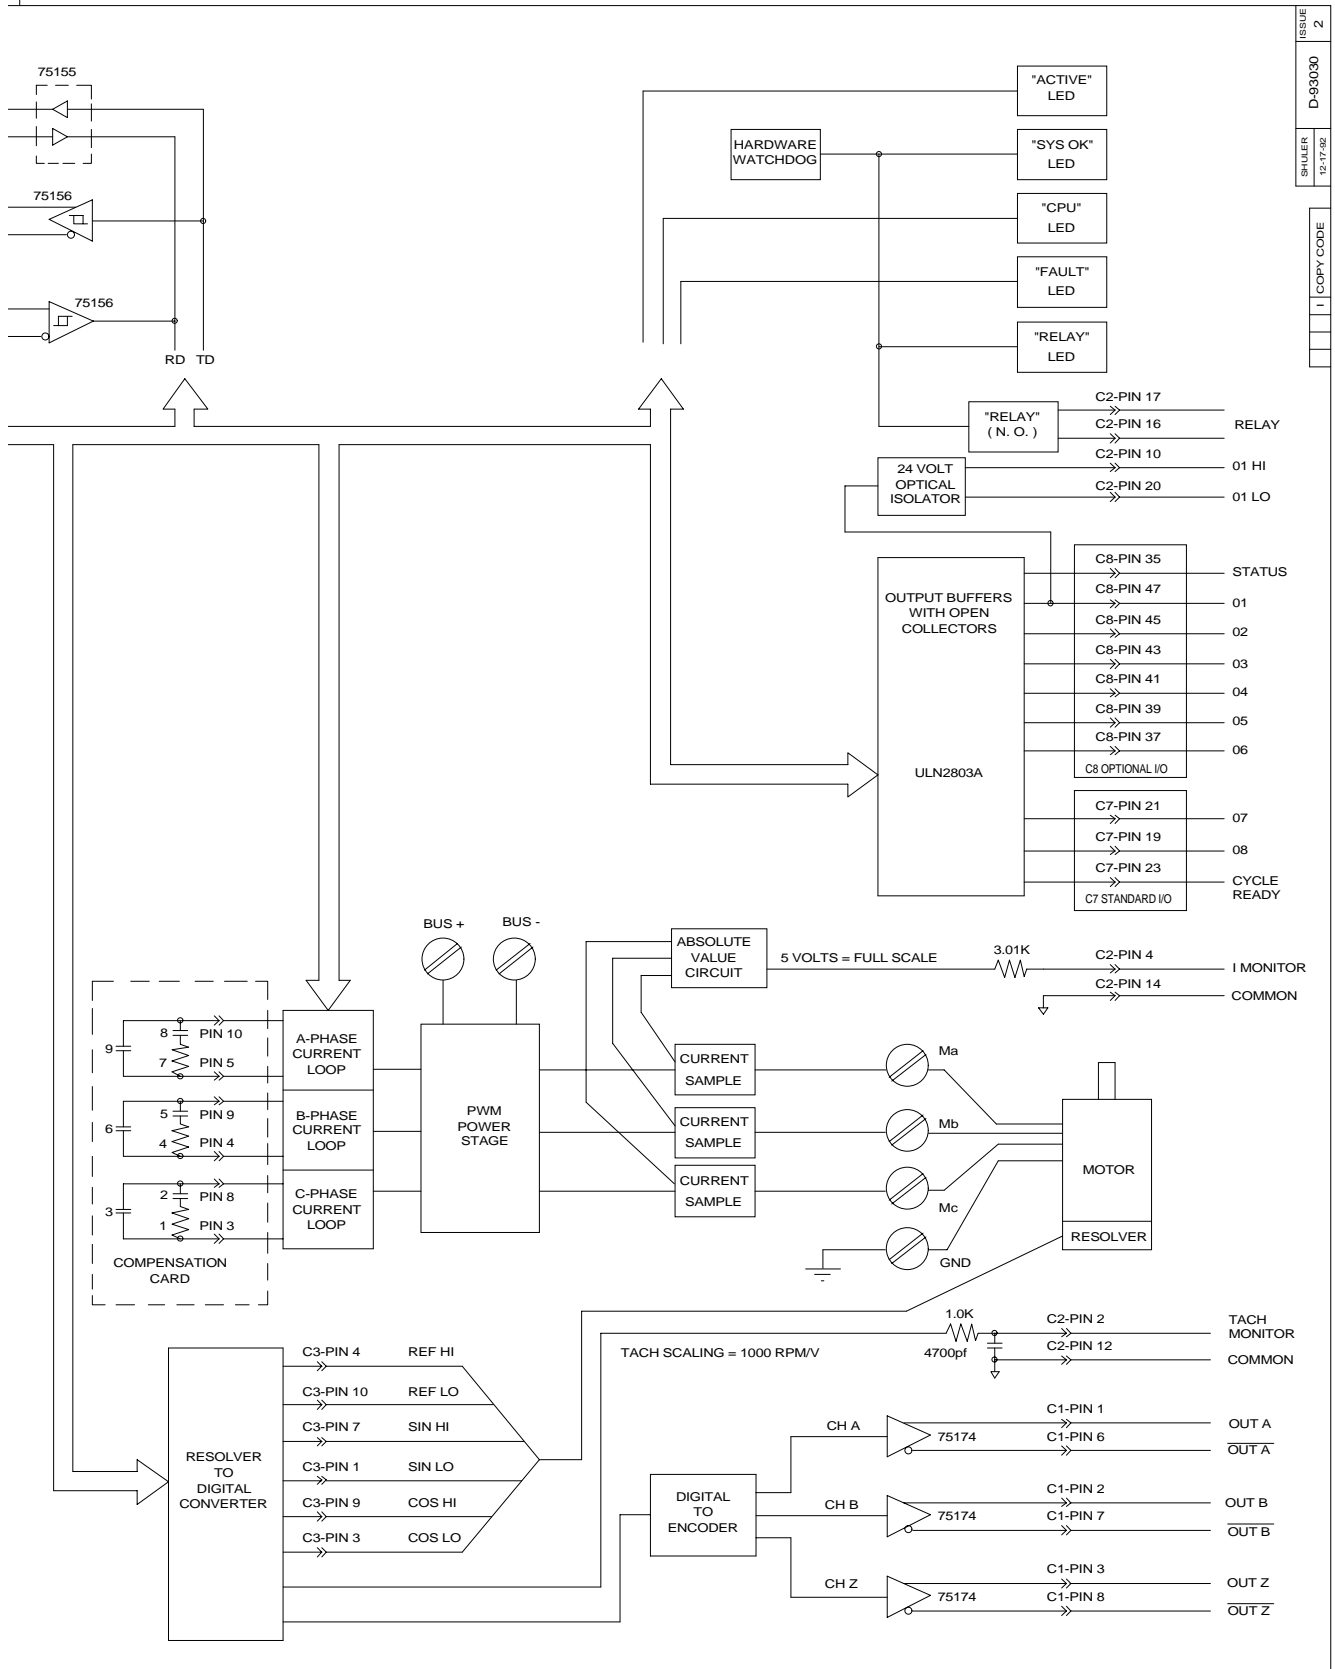 ISSUE
2
D-93030
SHULER
12-17-92
COPY CODE
I
75155
75156
75156
RD TD
"ACTIVE"
LED
HARDWARE
WATCHDOG
"SYS OK"
LED
"CPU"
LED
"FAULT"
LED
"RELAY"
LED
"RELAY"
( N. O. )
C2-PIN 17
C2-PIN 16
RELAY
24 VOLT
OPTICAL
ISOLATOR
C2-PIN 10
01 HI
C2-PIN 20
01 LO
OUTPUT BUFFERS
WITH OPEN
COLLECTORS
ULN2803A
C8-PIN 35
STATUS
C8-PIN 47
01
C8-PIN 45
02
C8-PIN 43
03
C8-PIN 41
04
C8-PIN 39
05
C8-PIN 37
06
C8 OPTIONAL I/O
C7-PIN 21
07
C7-PIN 19
08
C7-PIN 23
CYCLE
READY
C7 STANDARD I/O
BUS +
BUS -
ABSOLUTE
VALUE
CIRCUIT
5 VOLTS = FULL SCALE
3.01K
C2-PIN 4
I MONITOR
C2-PIN 14
COMMON
9
8
PIN 10
7
PIN 5
A-PHASE
CURRENT
LOOP
6
5
PIN 9
4
PIN 4
B-PHASE
CURRENT
LOOP
3
2
PIN 8
1
PIN 3
C-PHASE
CURRENT
LOOP
COMPENSATION
CARD
PWM
POWER
STAGE
CURRENT
SAMPLE
CURRENT
SAMPLE
CURRENT
SAMPLE
Ma
Mb
Mc
GND
MOTOR
RESOLVER
TACH SCALING = 1000 RPM/V
1.0K
4700pf
C2-PIN 2
TACH
MONITOR
C2-PIN 12
COMMON
RESOLVER
TO
DIGITAL
CONVERTER
C3-PIN 4 REF HI
C3-PIN 10 REF LO
C3-PIN 7 SIN HI
C3-PIN 1 SIN LO
C3-PIN 9 COS HI
C3-PIN 3 COS LO
DIGITAL
TO
ENCODER
CH A
75174
C1-PIN 1
OUT A
C1-PIN 6
OUT A
CH B
75174
C1-PIN 2
OUT B
C1-PIN 7
OUT B
CH Z
75174
C1-PIN 3
OUT Z
C1-PIN 8
OUT Z